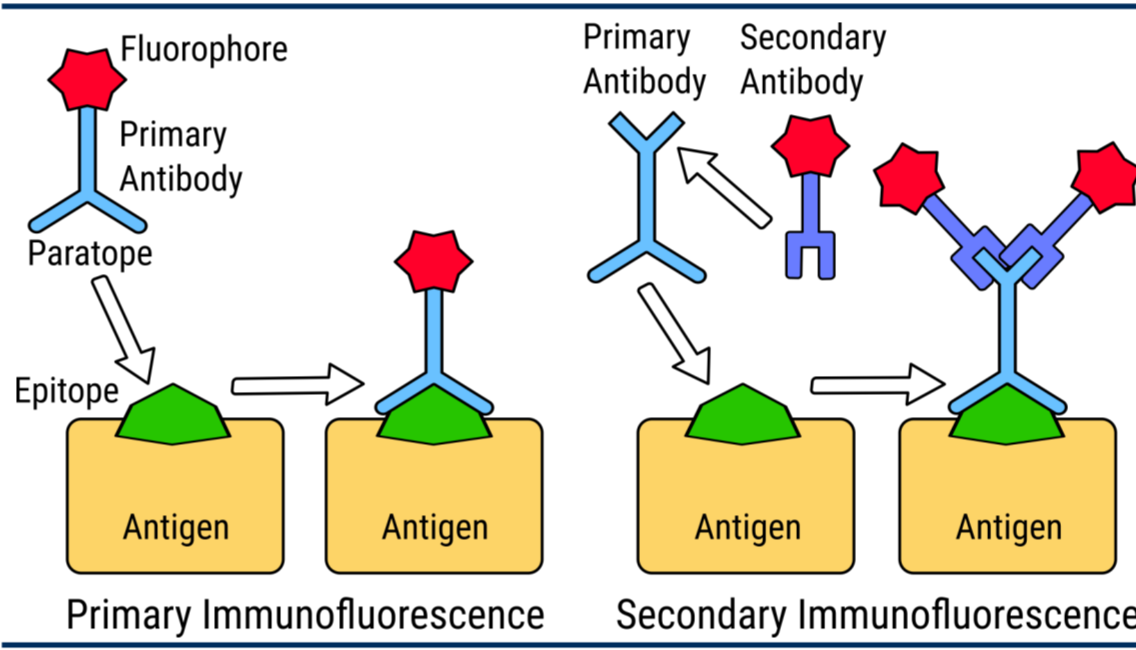 Fluorophore
Primary
Antibody
Paratope
Epitope
Antigen
Antigen
Primary Immunofluorescence
Primary
Antibody
Secondary
Antibody
Antigen
Antigen
Secondary Immunofluorescence